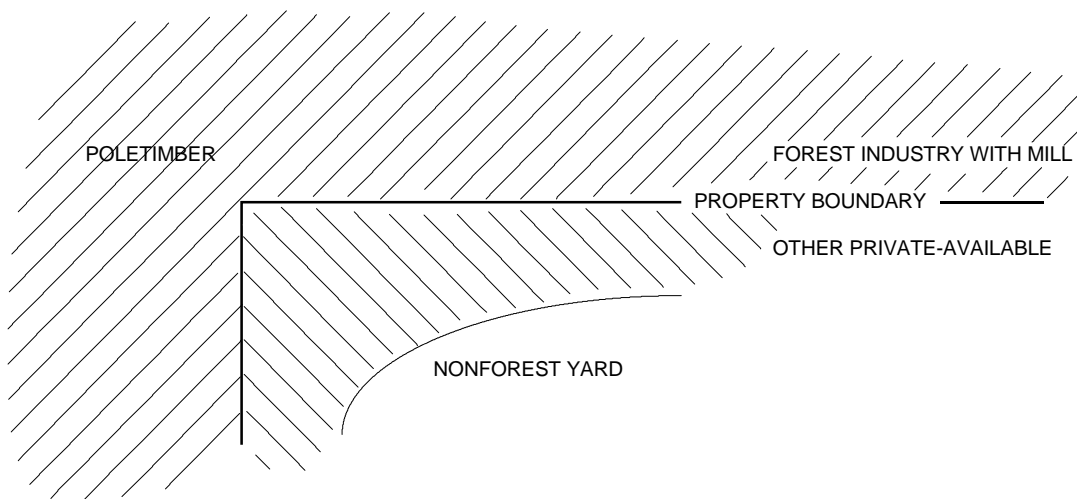 POLETIMBER
FOREST INDUSTRY WITH MILL
PROPERTY BOUNDARY
OTHER PRIVATE-AVAILABLE
NONFOREST YARD